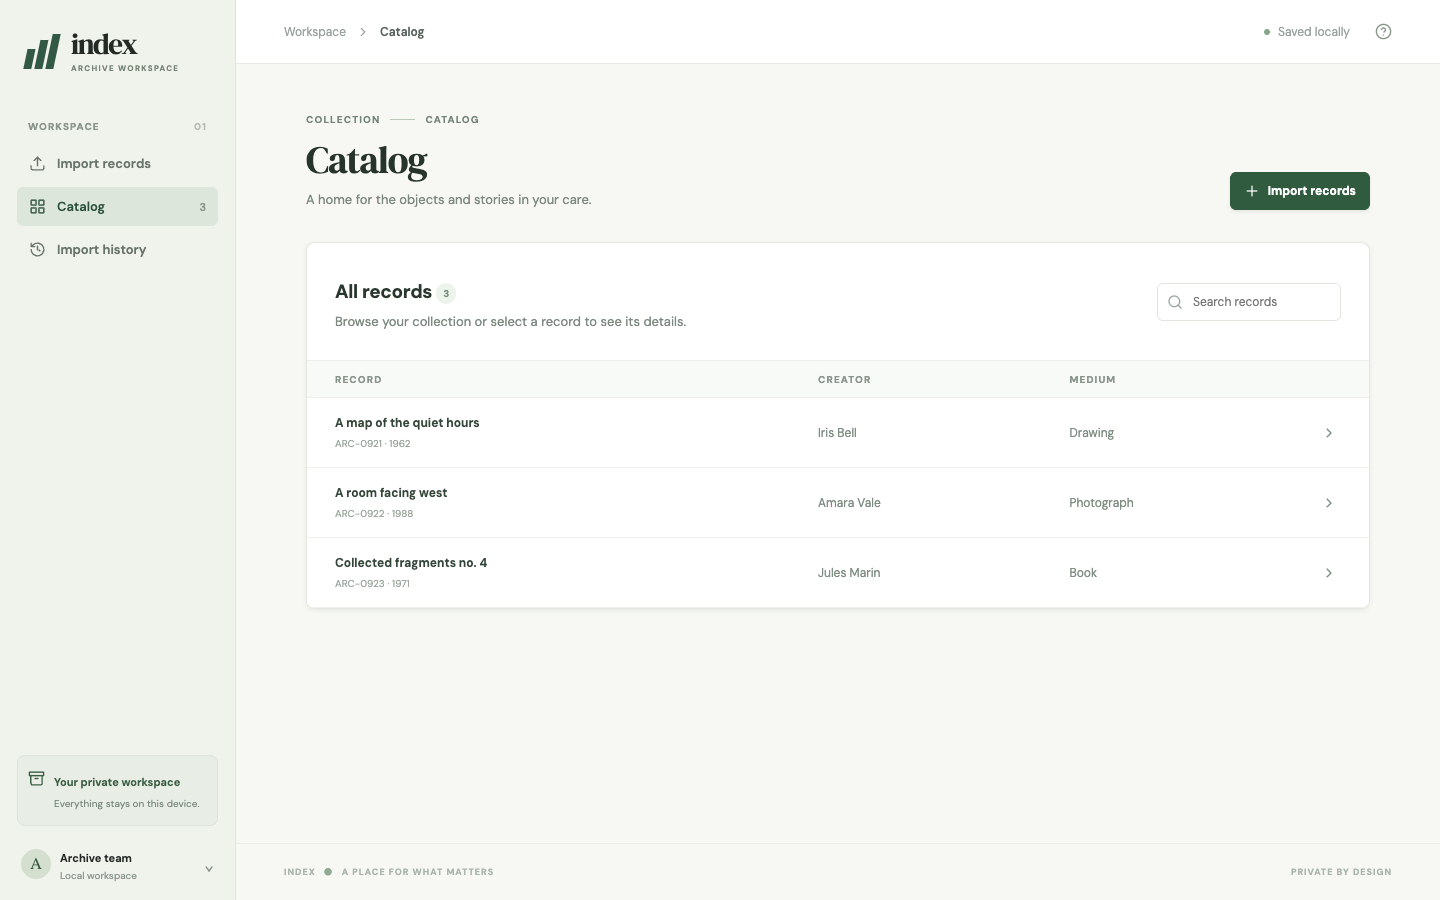 index
ARCHIVE WORKSPACE
WORKSPACE 01
Import records
Catalog 3
Import history
Your private workspace
Everything stays on this device.
A
Archive team
Local workspace
Workspace Catalog
Saved locally
COLLECTION CATALOG
Catalog
A home for the objects and stories in your care.
Import records
All records 3
Browse your collection or select a record to see its details.
Search records
RECORD CREATOR MEDIUM
A map of the quiet hours
ARC-0921 · 1962
Iris Bell
Drawing
A room facing west
ARC-0922 · 1988
Amara Vale
Photograph
Collected fragments no. 4
ARC-0923 · 1971
Jules Marin
Book
INDEX A PLACE FOR WHAT MATTERS
PRIVATE BY DESIGN